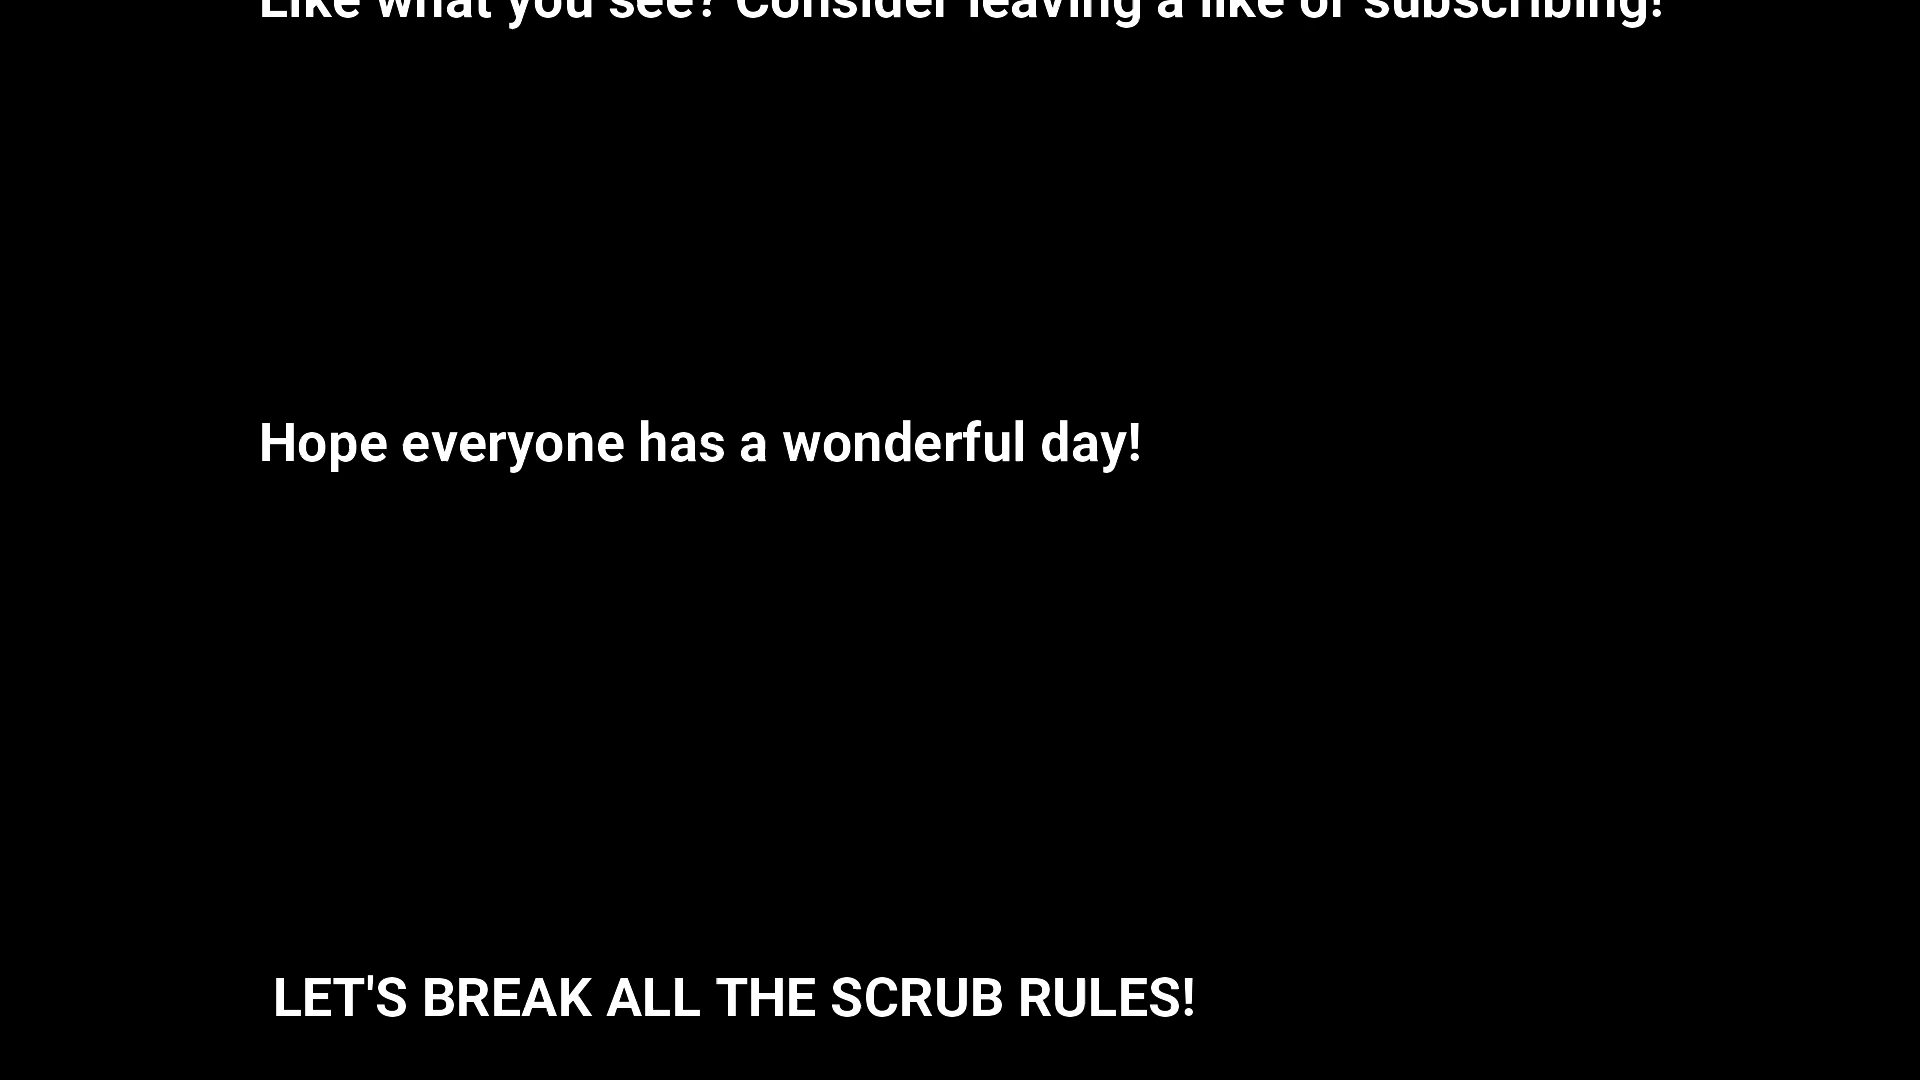 Like what you see? Consider leaving a like or subscribing!
Hope everyone has a wonderful day!
LET'S BREAK ALL THE SCRUB RULES!